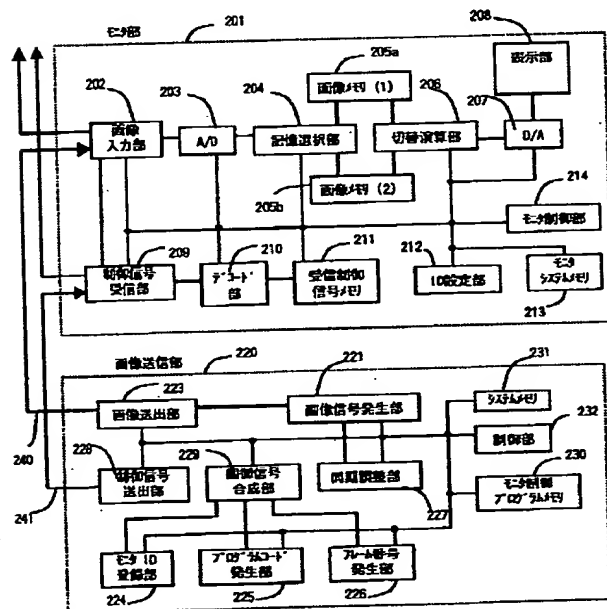 モニタ部
201
202
203
204
205a
206
208
画像
入力部
A/D
記憶選択部
画像メモリ (1)
切替演算部
207
D/A
表示部
205b
画像メモリ (2)
214
モニタ制御部
209
210
211
212
制御信号
受信部
デコード
部
受信制御
信号メモリ
ID設定部
モニタ
システムメモリ
213
画像送信部
220
223
221
231
画像送出部
画像信号発生部
システムメモリ
232
240
228
229
制御部
制御信号
送出部
合成部
同期調整部
227
230
モニタ制御
プログラムメモリ
241
モニタID
登録部
224
プログラムコード
発生部
225
フレーム番号
発生部
226